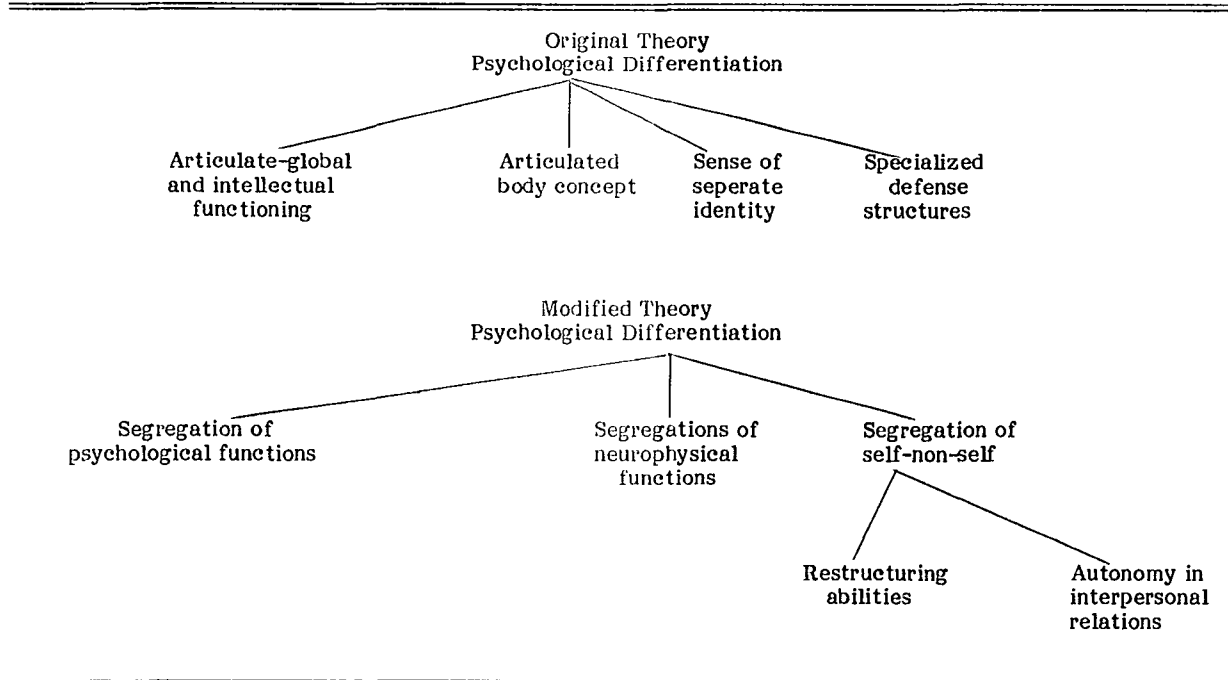 Original Theory
Psychological Differentiation
Articulate-global
and intellectual
functioning
Articulated
body concept
Sense of
seperate
identity
Specialized
defense
structures
Modified Theory
Psychological Differentiation
Segregation of
psychological functions
Segregations of
neurophysical
functions
Segregation of
self-non-self
Restructuring
abilities
Autonomy in
interpersonal
relations